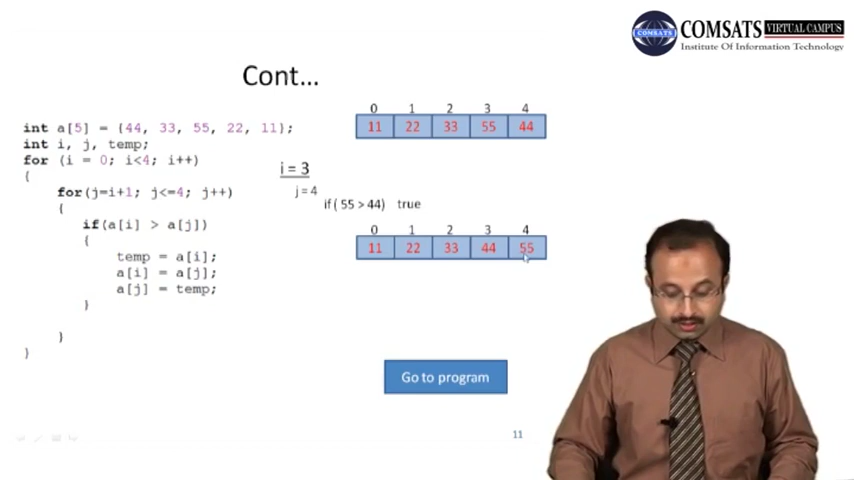 COMSATS VIRTUAL CAMPUS
COMSATS
Institute Of Information Technology
Cont...
int a[5] = {44, 33, 55, 22, 11};
int i, j, temp;
for (i = 0; i<4; i++)
{
for(j=i+1; j<=4; j++)
{
if(a[i] > a[j])
{
temp = a[i];
a[i] = a[j];
a[j] = temp;
}
}
}
0 1 2 3 4
11 22 33 55 44
i = 3
j = 4
if ( 55 > 44) true
0 1 2 3 4
11 22 33 44 55
Go to program
11